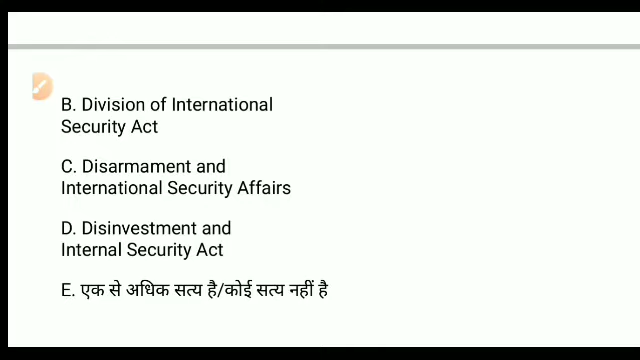 B. Division of International
Security Act
C. Disarmament and
International Security Affairs
D. Disinvestment and
Internal Security Act
E. एक से अधिक सत्य है/कोई सत्य नहीं है